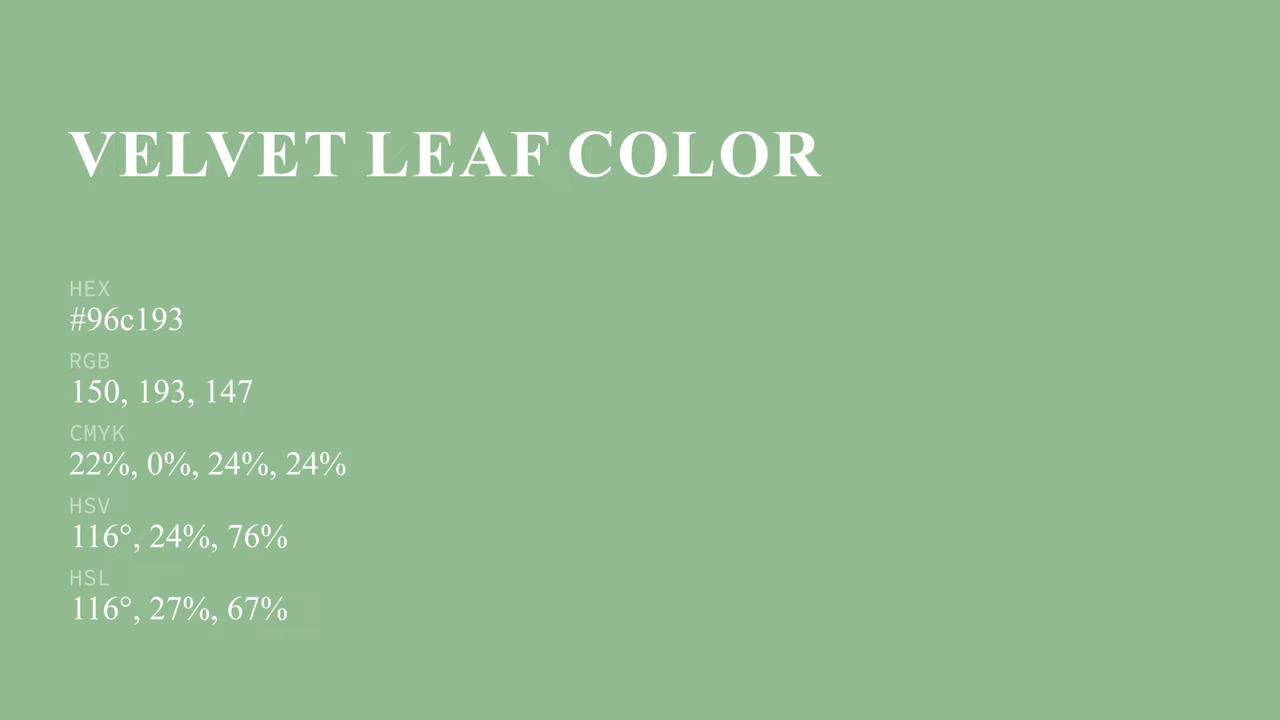 VELVET LEAF COLOR
HEX
#96c193
RGB
150, 193, 147
CMYK
22%, 0%, 24%, 24%
HSV
116°, 24%, 76%
HSL
116°, 27%, 67%